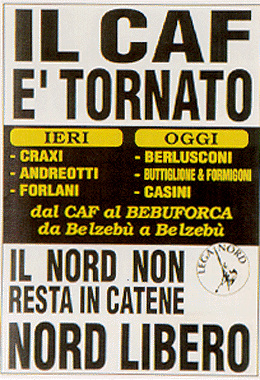 IL CAF
E' TORNATO
IERI
- CRAXI
- ANDREOTTI
- FORLANI
OGGI
- BERLUSCONI
- BUTTIGLIONE & FORMIGONI
- CASINI
dal CAF al BEBUFORCA
da Belzebù a Belzebù
IL NORD NON
RESTA IN CATENE
LEGA NORD
NORD LIBERO